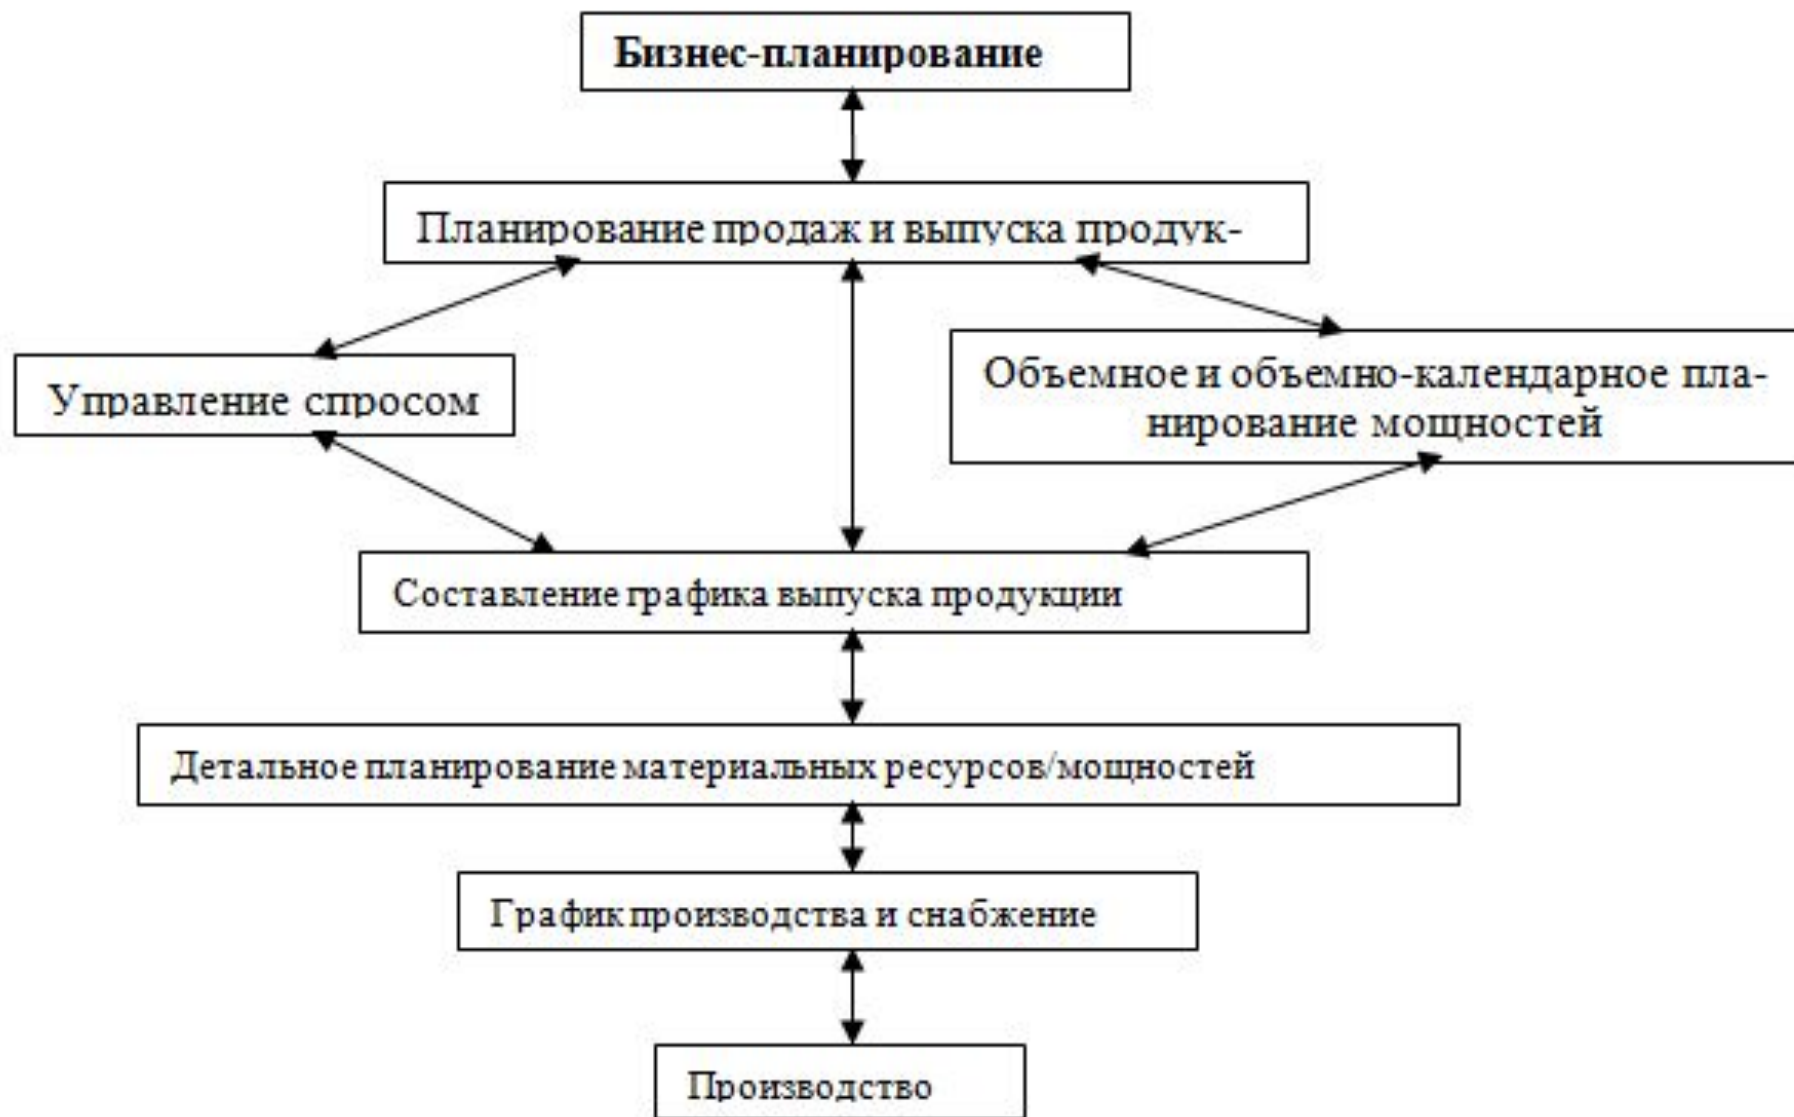 Бизнес-планирование
Планирование продаж и выпуска продук-
Управление спросом
Объемное и объемно-календарное пла-
нирование мощностей
Составление графика выпуска продукции
Детальное планирование материальных ресурсов/мощностей
График производства и снабжение
Производство